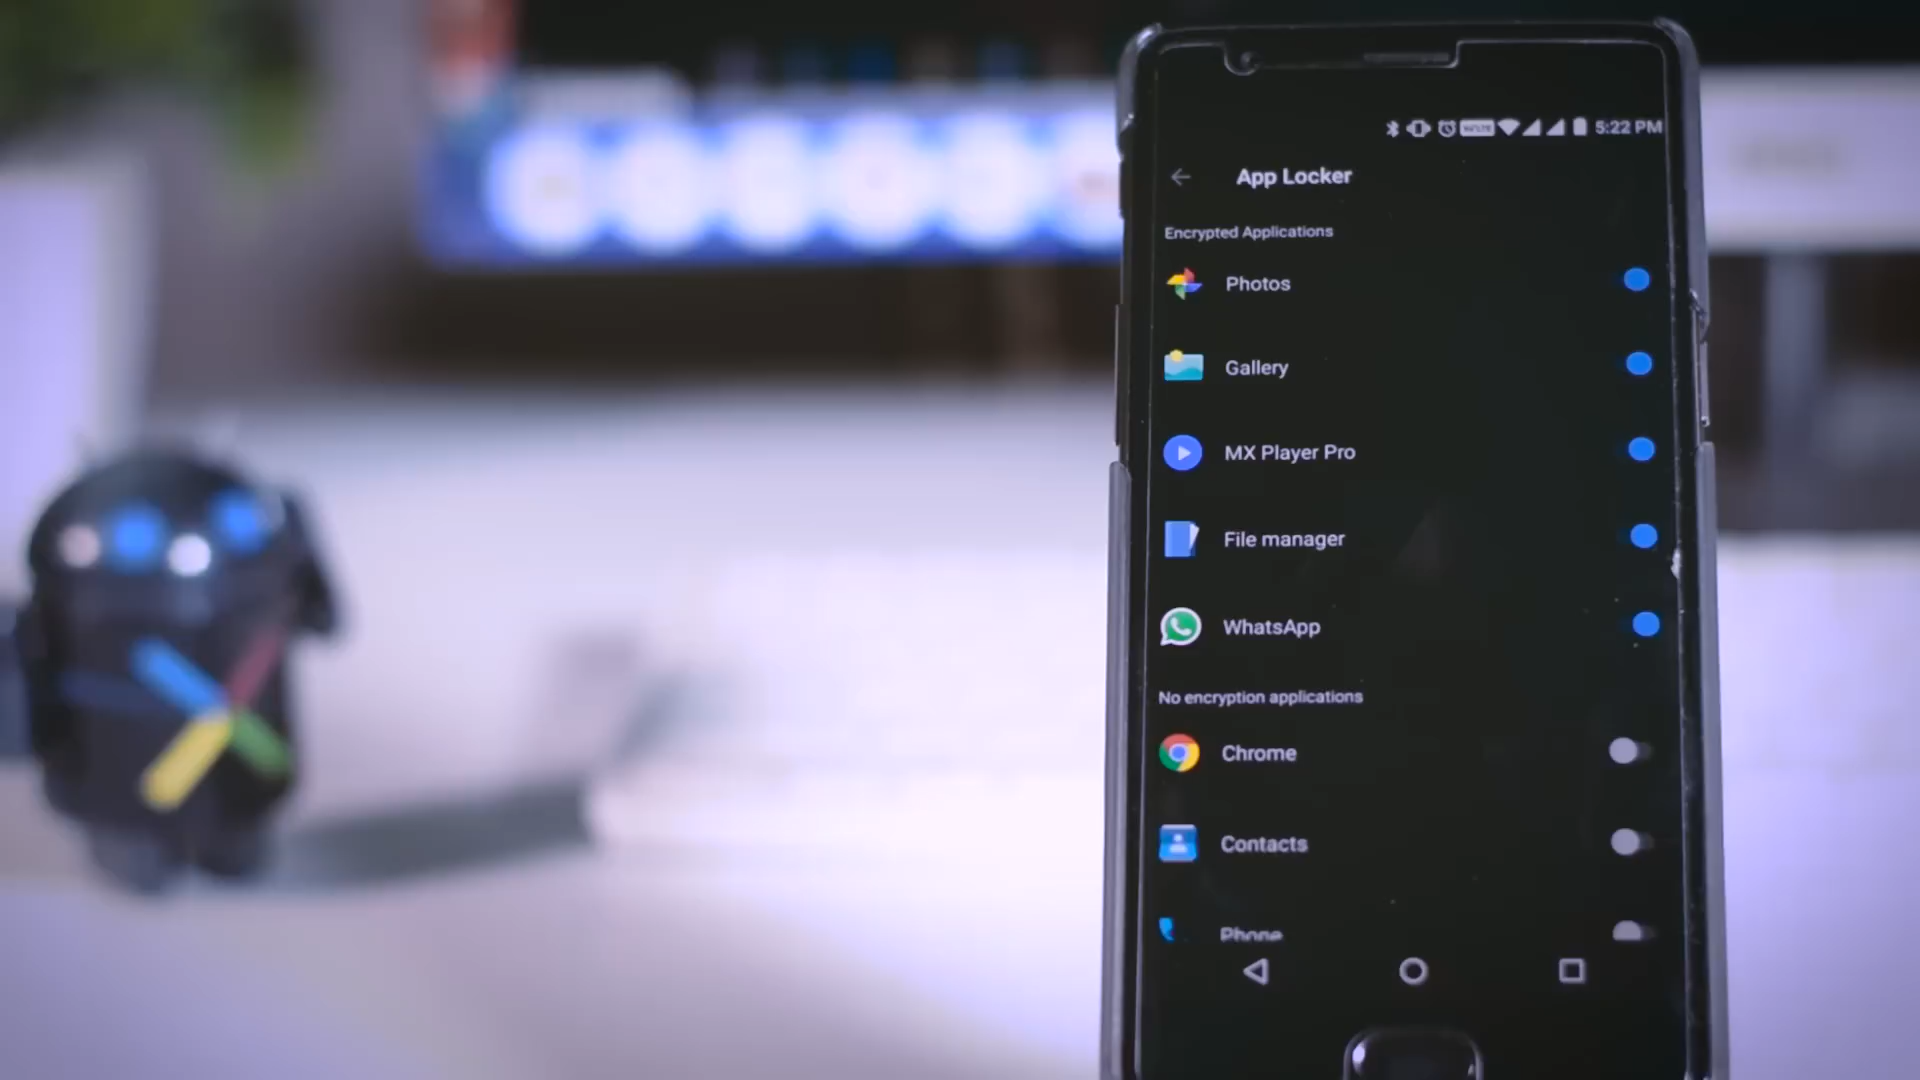 5:22 PM
App Locker
Encrypted Applications
Photos
Gallery
MX Player Pro
File manager
WhatsApp
No encryption applications
Chrome
Contacts
Phone